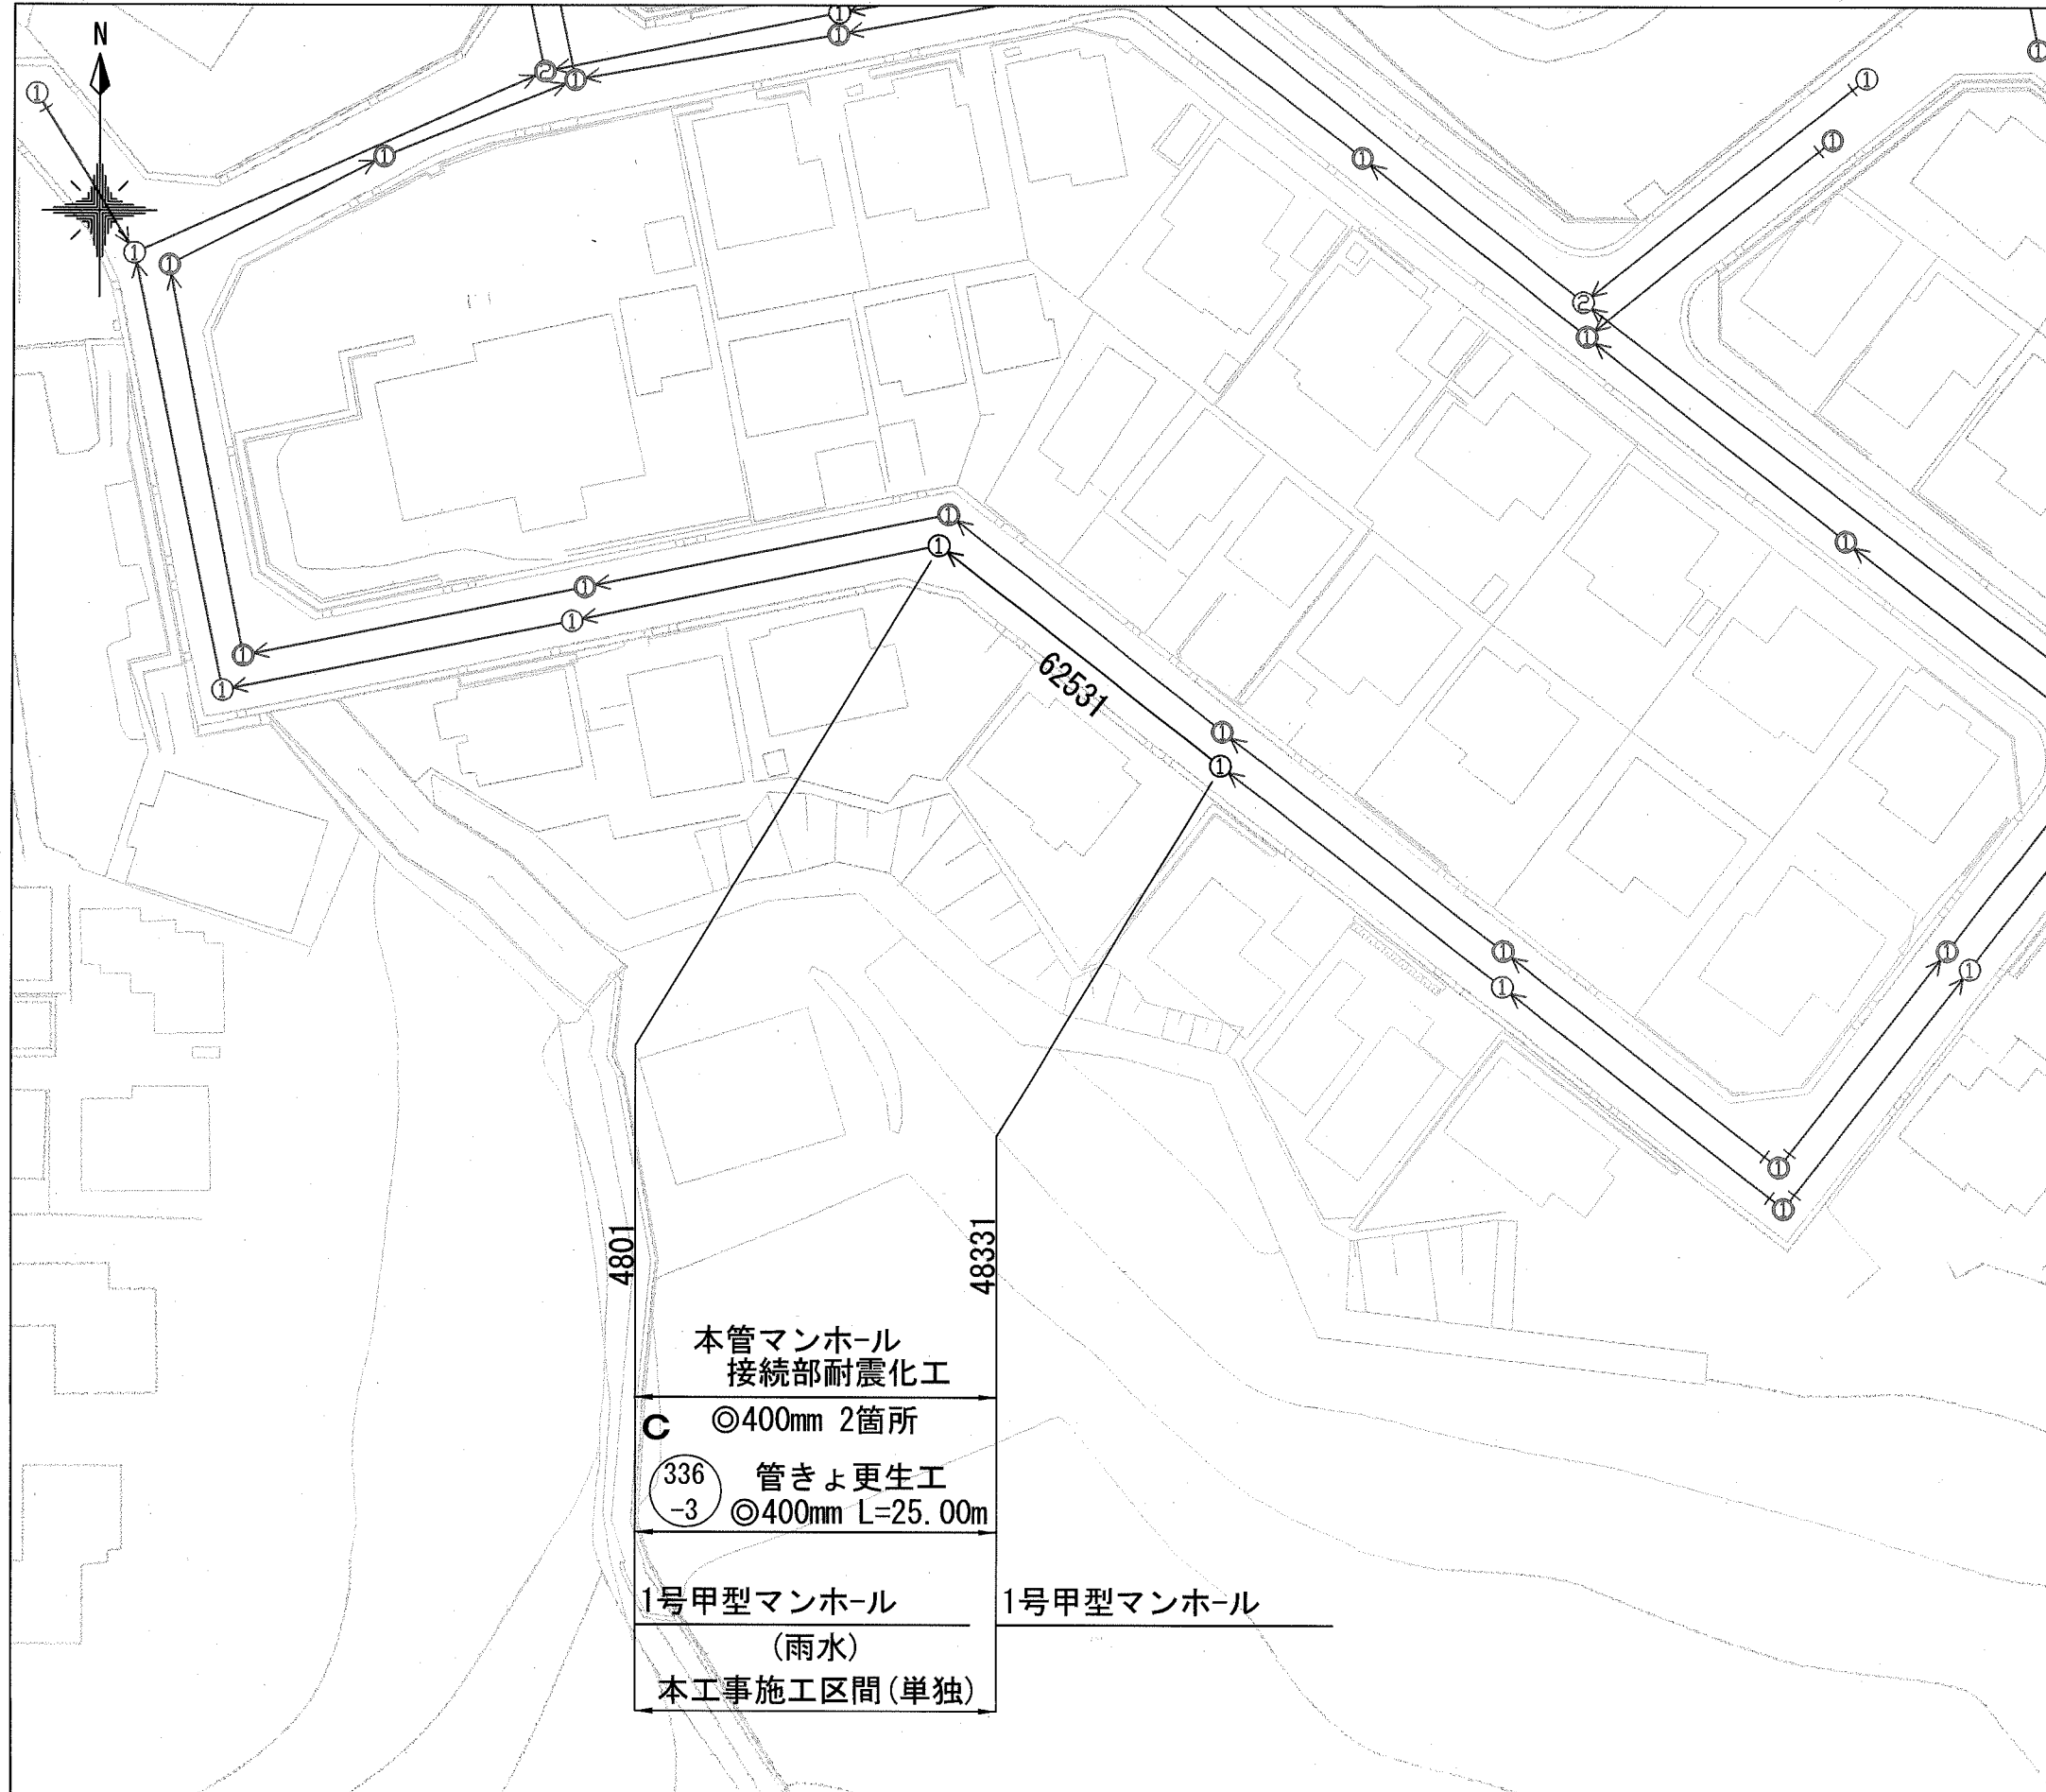 N
62531
4801
48331
本管マンホール
接続部耐震化工
C ◎400mm 2箇所
336
-3
管きょ更生工
◎400mm L=25.00m
1号甲型マンホール
1号甲型マンホール
(雨水)
本工事施工区間(単独)